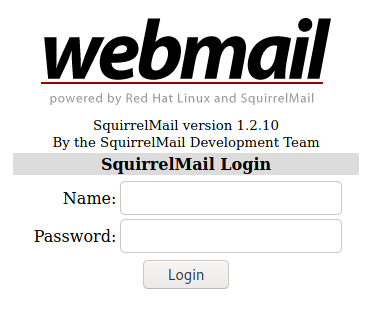 webmail
powered by Red Hat Linux and SquirrelMail
SquirrelMail version 1.2.10
By the SquirrelMail Development Team
SquirrelMail Login
Name:
Password:
Login